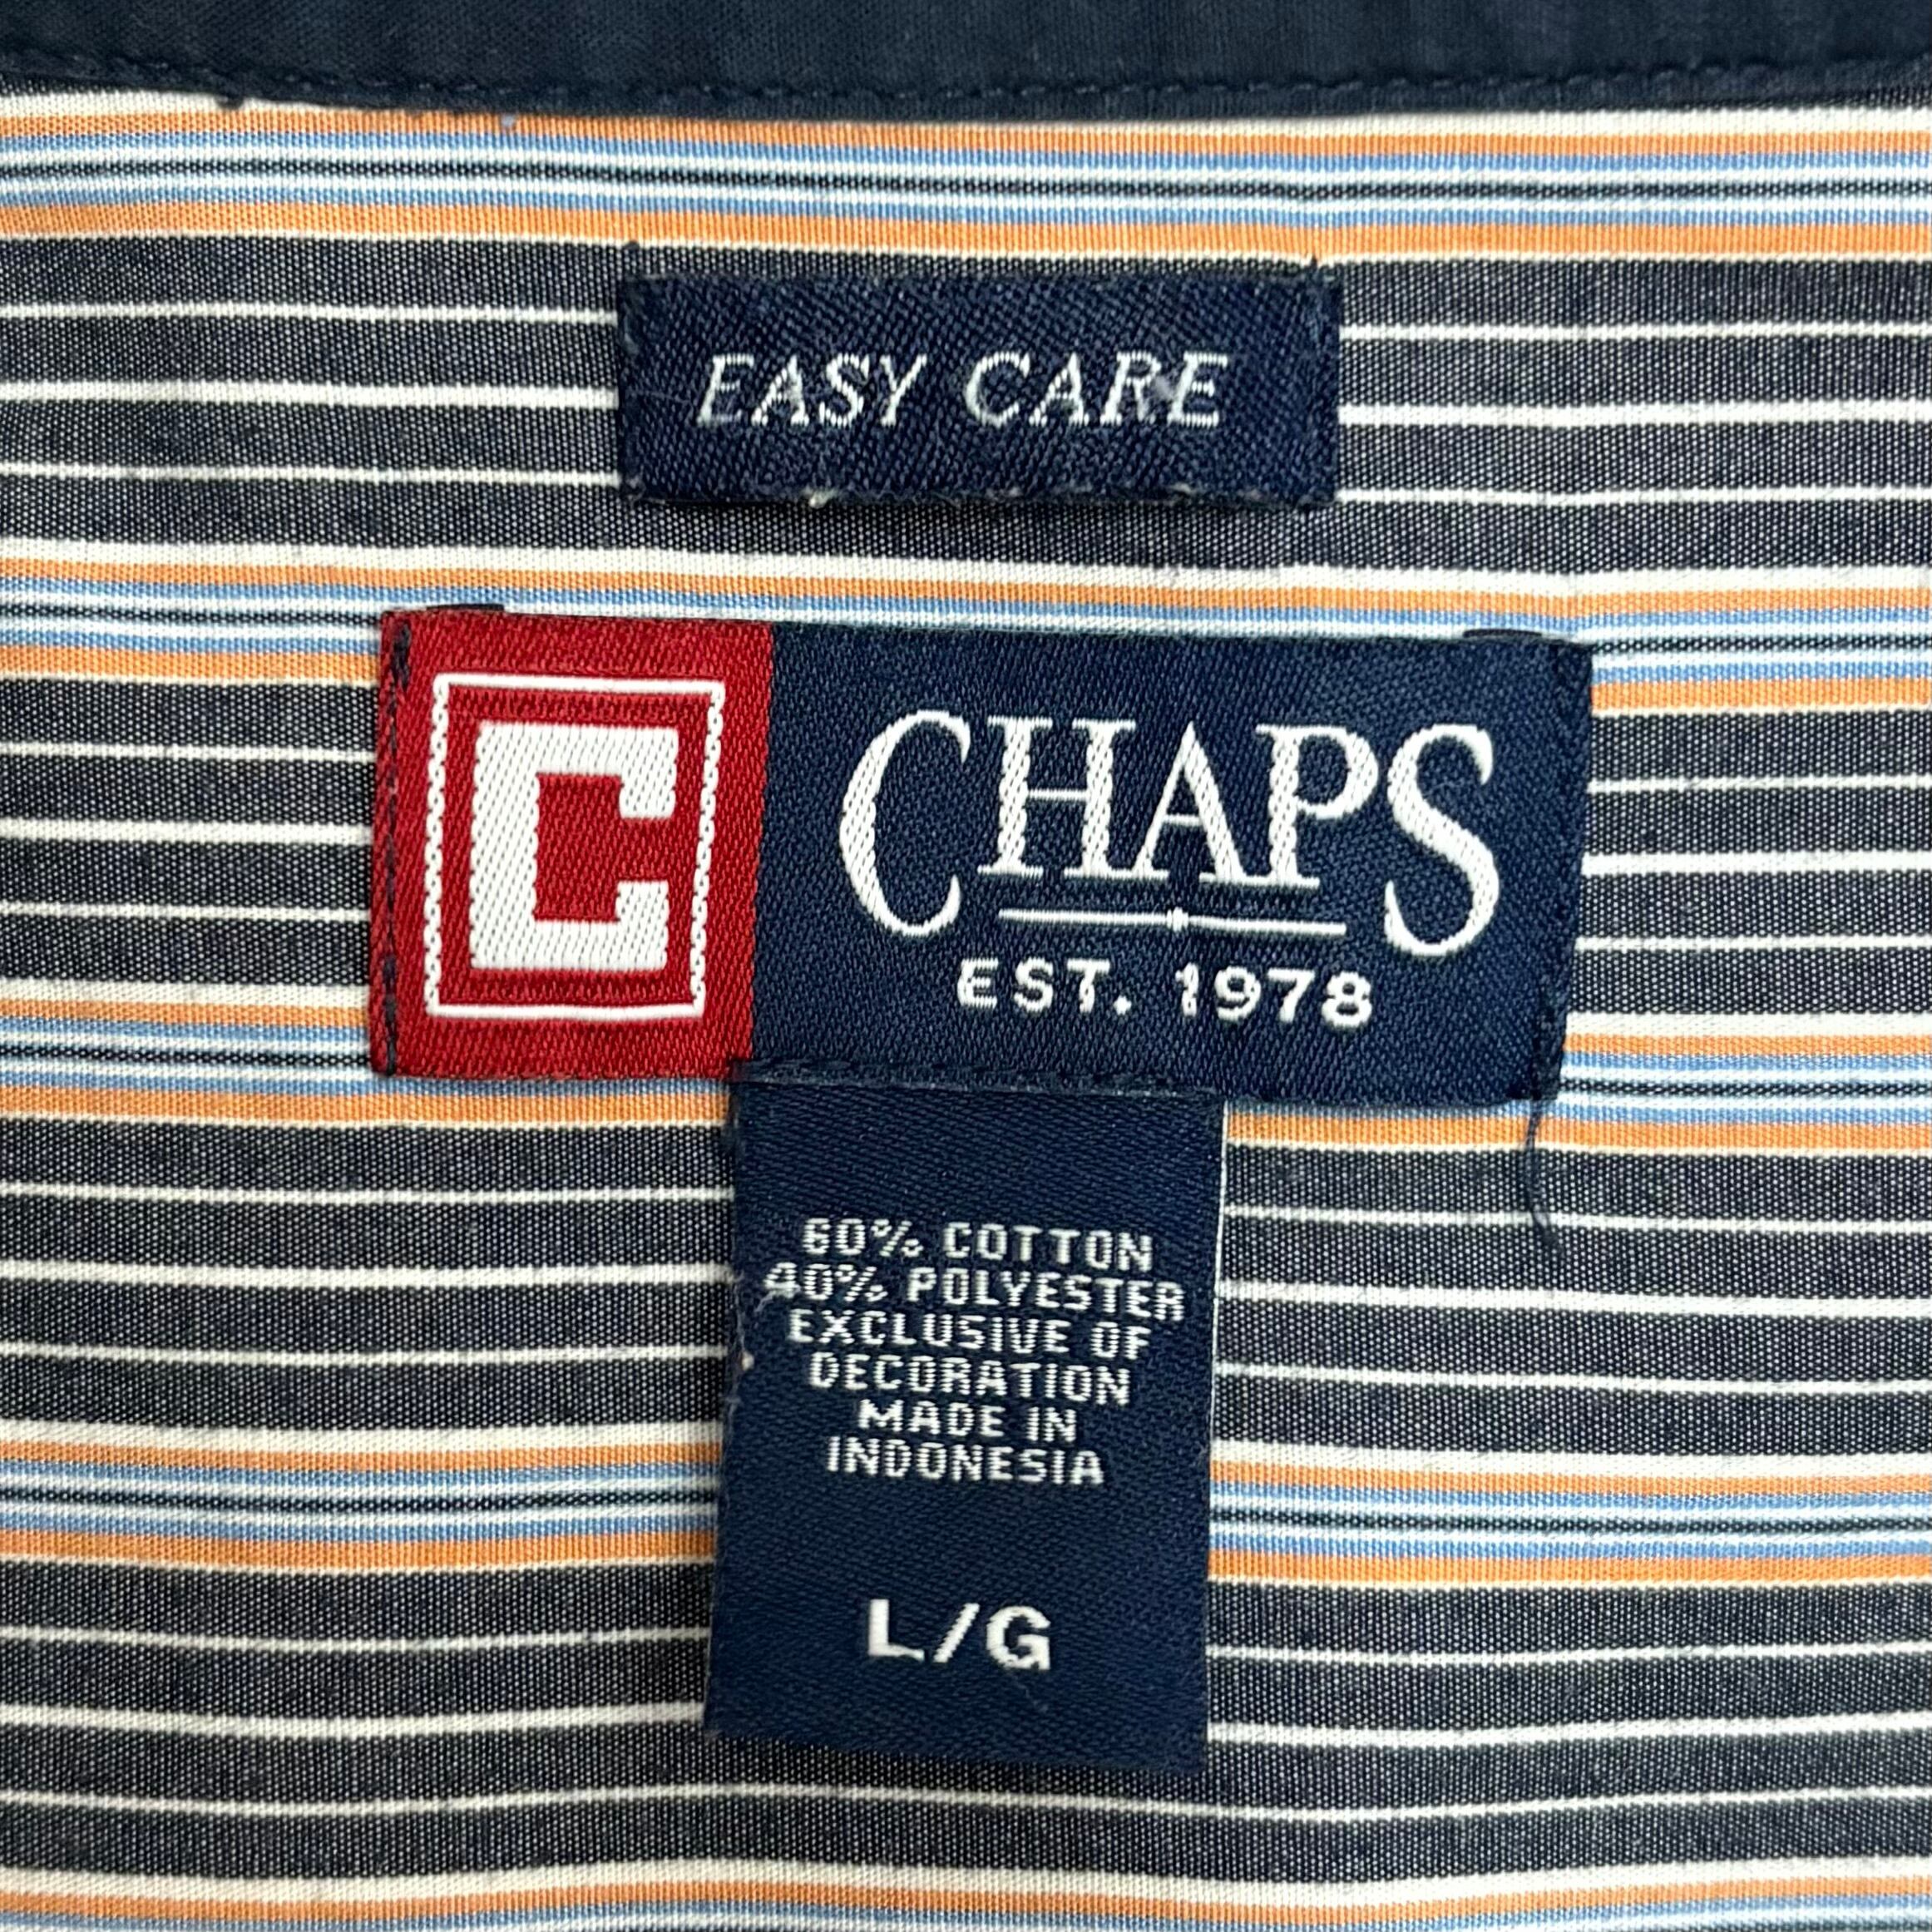 EASY CARE
C
CHAPS
EST. 1978
60% COTTON
40% POLYESTER
EXCLUSIVE OF
DECORATION
MADE IN
INDONESIA
L/G